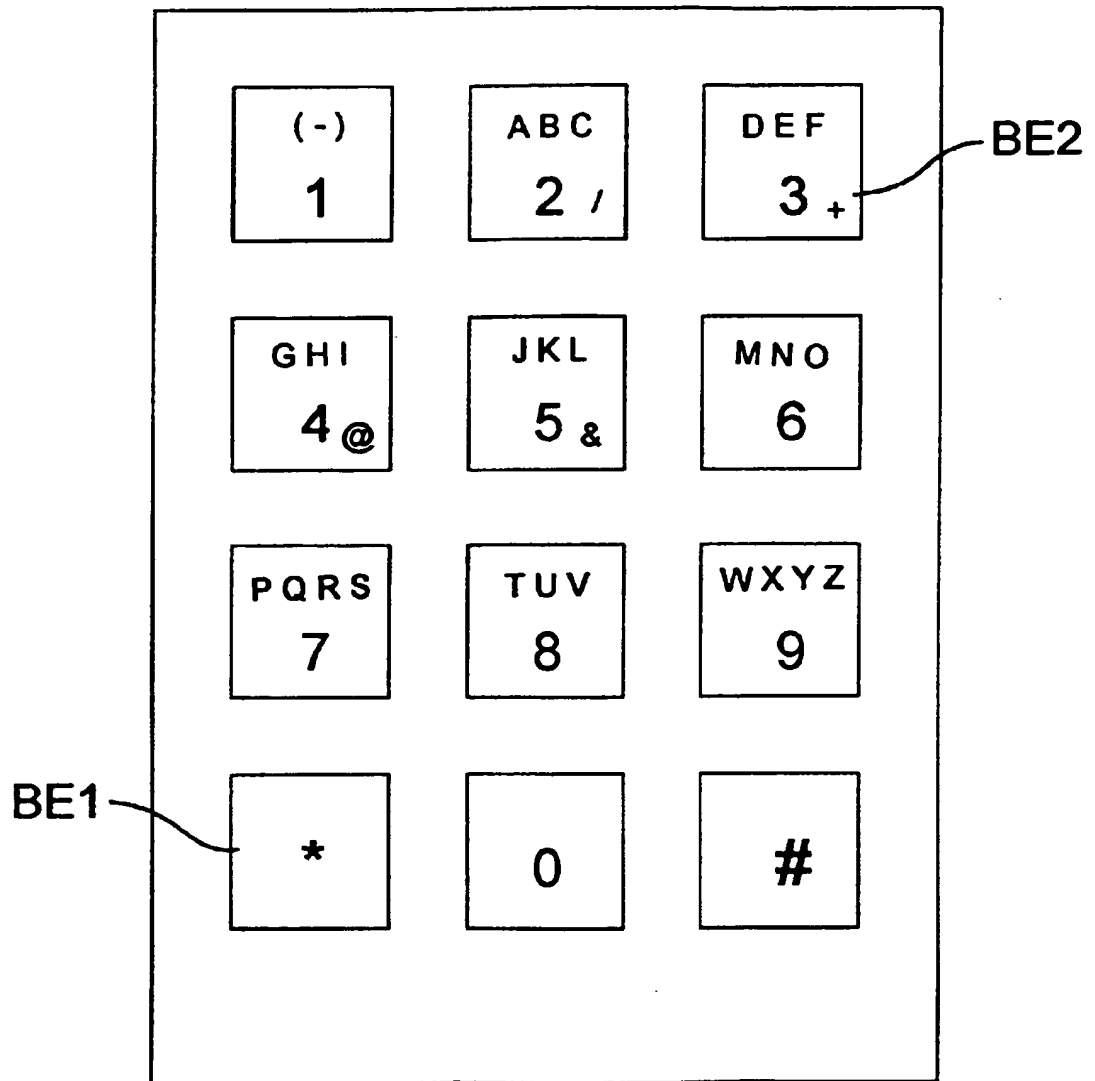 (-) ABC DEF
1 2 / 3 + BE2
GHI JKL MNO
4 @ 5 & 6
PQRS TUV WXYZ
7 8 9
BE1 * 0 #